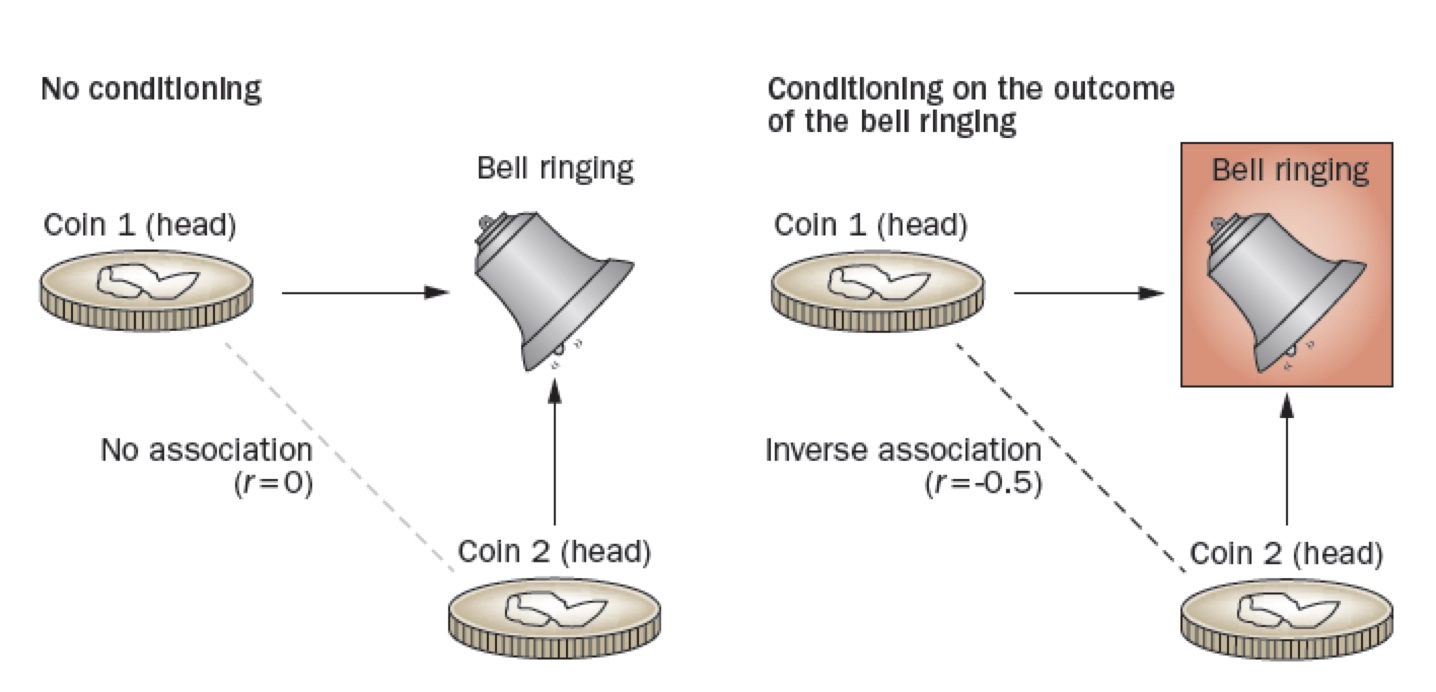 No conditioning
Bell ringing
Coin 1 (head)
No association
(r=0)
Coin 2 (head)
Conditioning on the outcome
of the bell ringing
Bell ringing
Coin 1 (head)
Inverse association
(r=-0.5)
Coin 2 (head)